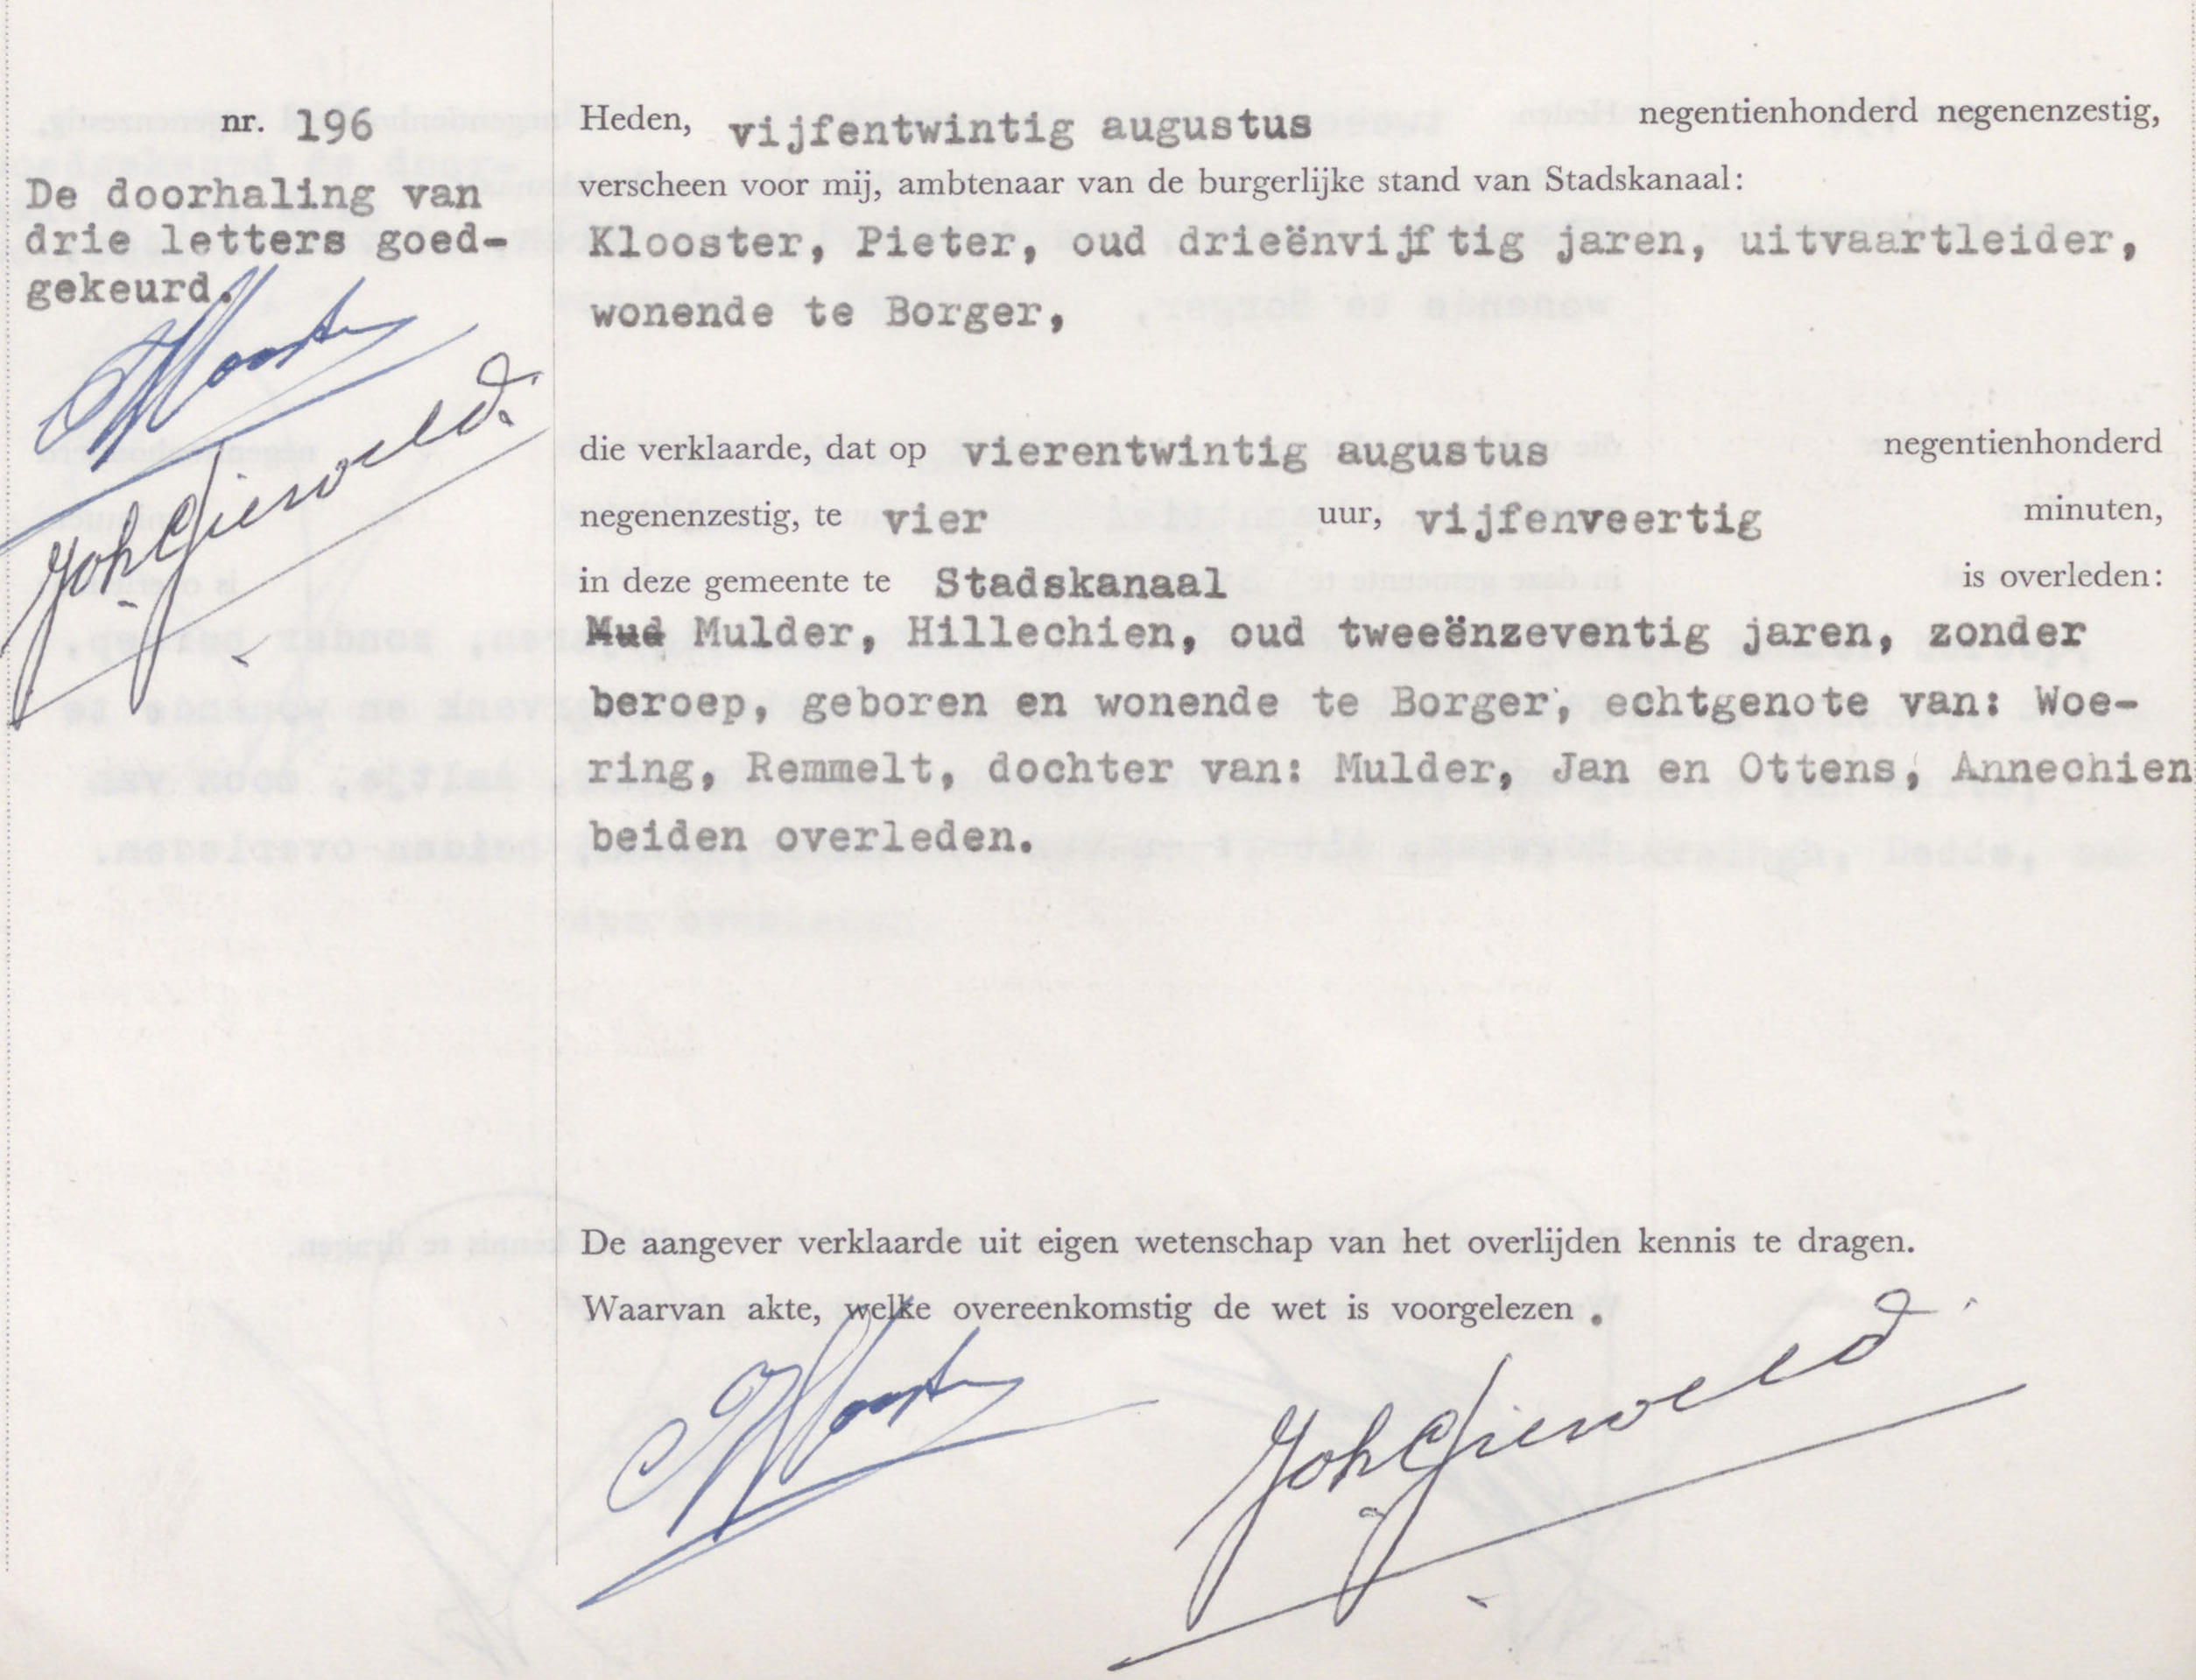 nr. 196
De doorhaling van
drie letters goed-
gekeurd.
Heden, vijfentwintig augustus negentienhonderd negenenzestig,
verscheen voor mij, ambtenaar van de burgerlijke stand van Stadskanaal:
Klooster, Pieter, oud drieënvijftig jaren, uitvaartleider,
wonende te Borger,
die verklaarde, dat op vierentwintig augustus negentienhonderd
negenenzestig, te vier uur, vijfenveertig minuten,
in deze gemeente te Stadskanaal is overleden:
Mud Mulder, Hillechien, oud tweeënzeventig jaren, zonder
beroep, geboren en wonende te Borger, echtgenote van: Woe-
ring, Remmelt, dochter van: Mulder, Jan en Ottens, Annechien
beiden overleden.
De aangever verklaarde uit eigen wetenschap van het overlijden kennis te dragen.
Waarvan akte, welke overeenkomstig de wet is voorgelezen.